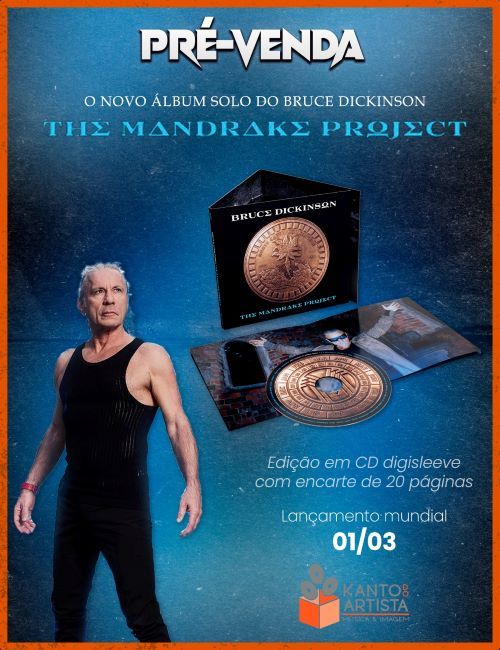 PRÉ-VENDA
O NOVO ÁLBUM SOLO DO BRUCE DICKINSON
THE MANDRAKE PROJECT
BRUCE DICKINSON
THE MANDRAKE PROJECT
Edição em CD digisleeve
com encarte de 20 páginas
Lançamento mundial
01/03
KANTO DO
ARTISTA
MÚSICA & IMAGEM